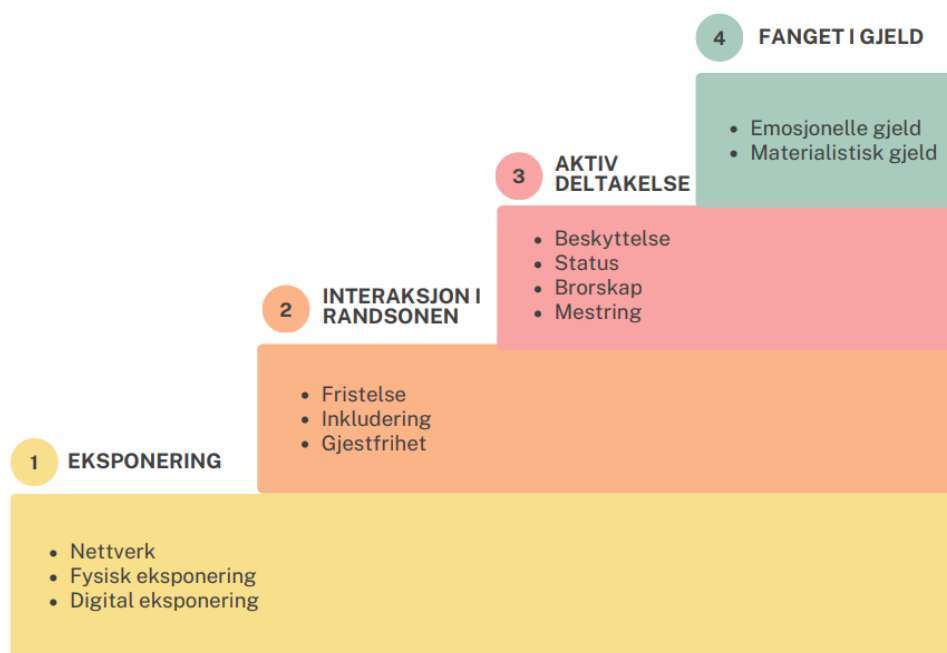 4 FANGET I GJELD
• Emosjonelle gjeld
• Materialistisk gjeld
3 AKTIV
DELTAKELSE
• Beskyttelse
• Status
• Brorskap
• Mestring
2 INTERAKSJON I
RANDSONEN
• Fristelse
• Inkludering
• Gjestfrihet
1 EKSPONERING
• Nettverk
• Fysisk eksponering
• Digital eksponering